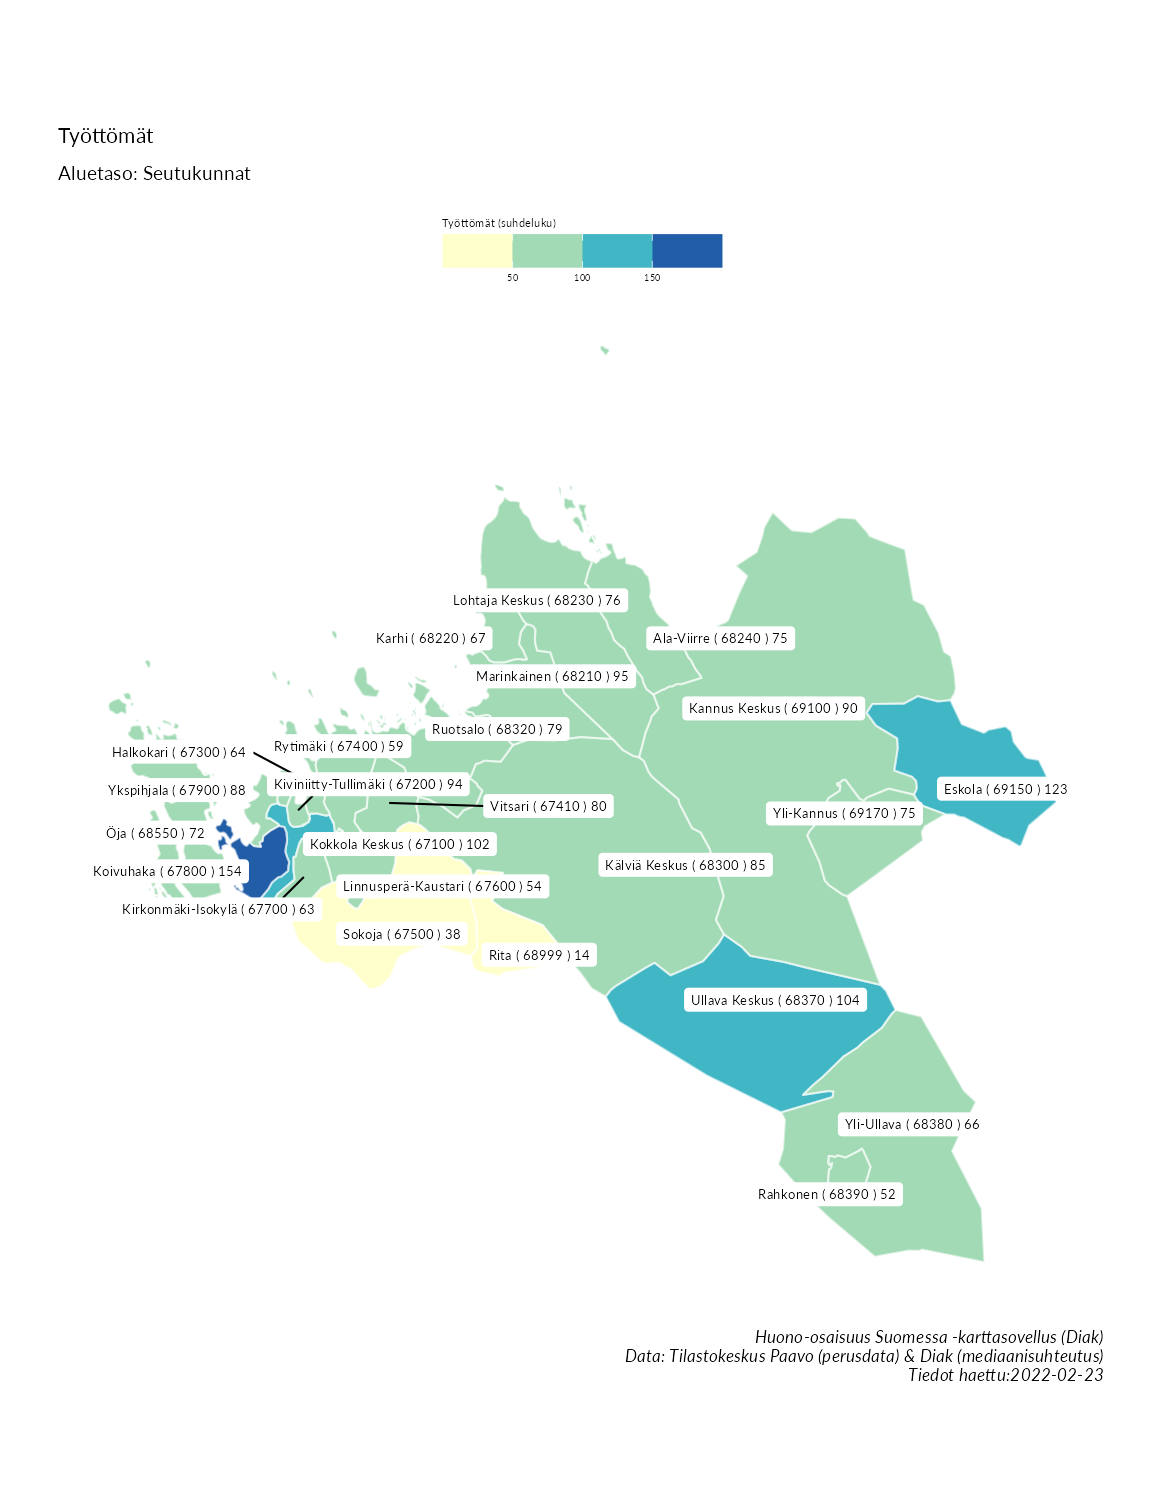 Työttömät
Aluetaso: Seutukunnat
Työttömät (suhdeluku)
50 100 150
Lohtaja Keskus ( 68230 ) 76
Karhi ( 68220 ) 67
Ala-Viirre ( 68240 ) 75
Marinkainen ( 68210 ) 95
Kannus Keskus ( 69100 ) 90
Ruotsalo ( 68320 ) 79
Rytimäki ( 67400 ) 59
Halkokari ( 67300 ) 64
Kiviniitty-Tullimäki ( 67200 ) 94
Ykspihjala ( 67900 ) 88
Eskola ( 69150 ) 123
Vitsari ( 67410 ) 80
Yli-Kannus ( 69170 ) 75
Öja ( 68550 ) 72
Kokkola Keskus ( 67100 ) 102
Kälviä Keskus ( 68300 ) 85
Koivuhaka ( 67800 ) 154
Linnusperä-Kaustari ( 67600 ) 54
Kirkonmäki-Isokylä ( 67700 ) 63
Sokoja ( 67500 ) 38
Rita ( 68999 ) 14
Ullava Keskus ( 68370 ) 104
Yli-Ullava ( 68380 ) 66
Rahkonen ( 68390 ) 52
Huono-osaisuus Suomessa -karttasovellus (Diak)
Data: Tilastokeskus Paavo (perusdata) & Diak (mediaanisuhteutus)
Tiedot haettu:2022-02-23